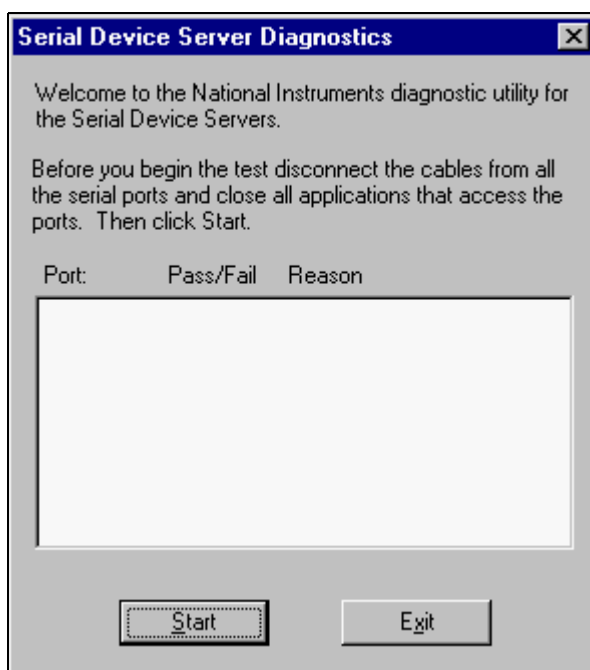 Serial Device Server Diagnostics
Welcome to the National Instruments diagnostic utility for
the Serial Device Servers.
Before you begin the test disconnect the cables from all
the serial ports and close all applications that access the
ports. Then click Start.
Port: Pass/Fail Reason
Start Exit